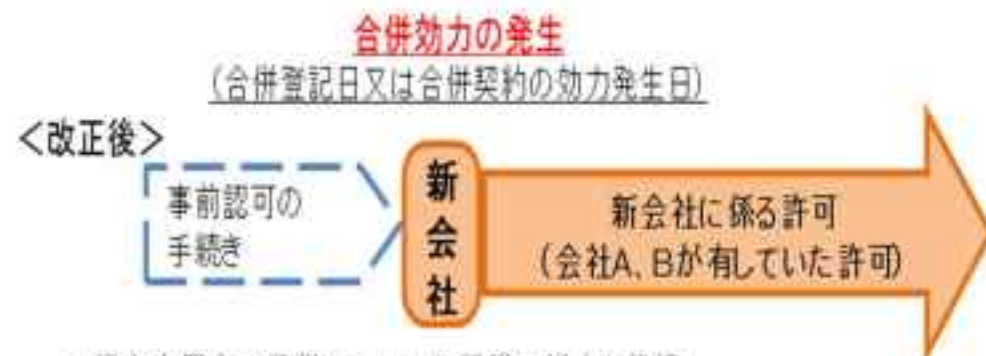 合併効力の発生
(合併登記日又は合併契約の効力発生日)
＜改正後＞
事前認可の
手続き
新会社
新会社に係る許可
(会社A、Bが有していた許可)